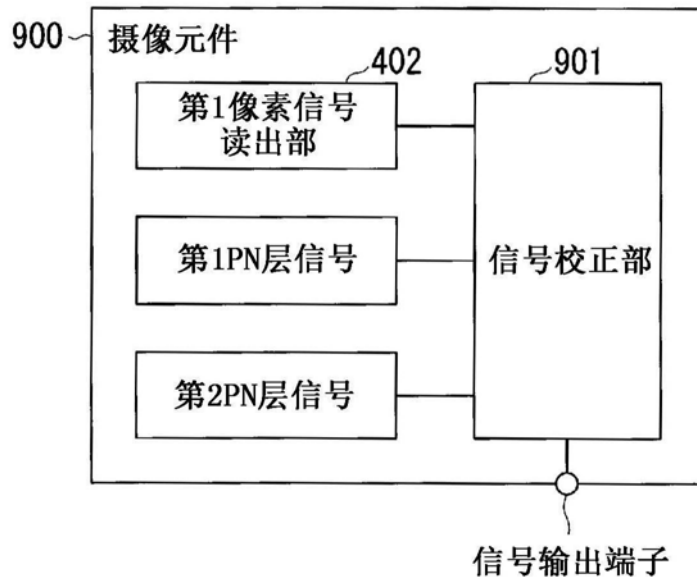 900
摄像元件
402
901
第1像素信号
读出部
第1PN层信号
第2PN层信号
信号校正部
信号输出端子